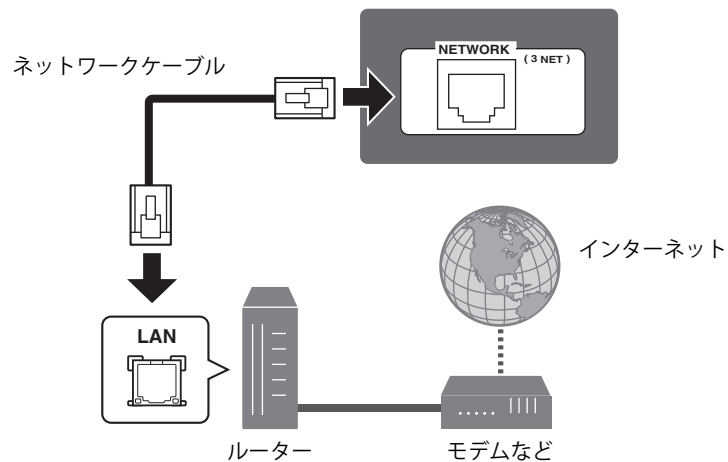 ネットワークケーブル
NETWORK
( 3 NET )
インターネット
LAN
ルーター
モデムなど